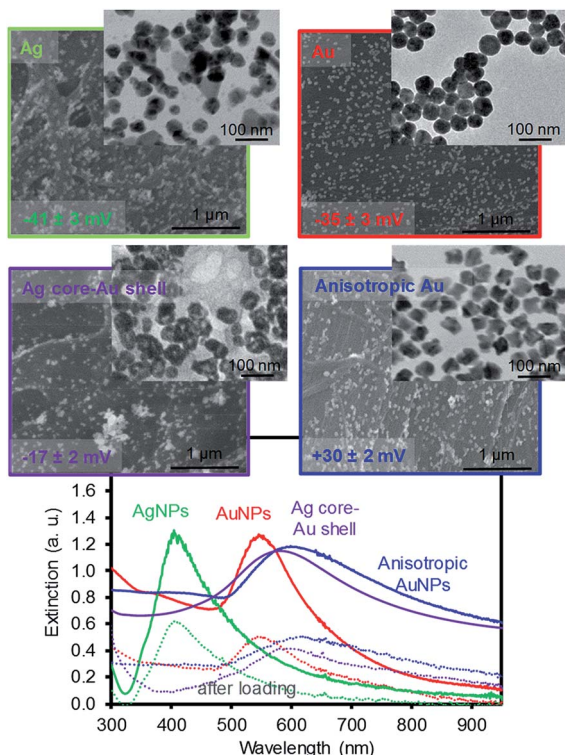 Ag
100 nm
-41 ± 3 mV
1 µm
Au
100 nm
-35 ± 3 mV
1 µm
Ag core-Au shell
100 nm
-17 ± 2 mV
1 µm
Anisotropic Au
100 nm
+30 ± 2 mV
1 µm
Extinction (a. u.)
1.6
1.4
1.2
1.0
0.8
0.6
0.4
0.2
0.0
AgNPs
AuNPs
Ag core-
Au shell
Anisotropic
AuNPs
after loading
300 400 500 600 700 800 900
Wavelength (nm)